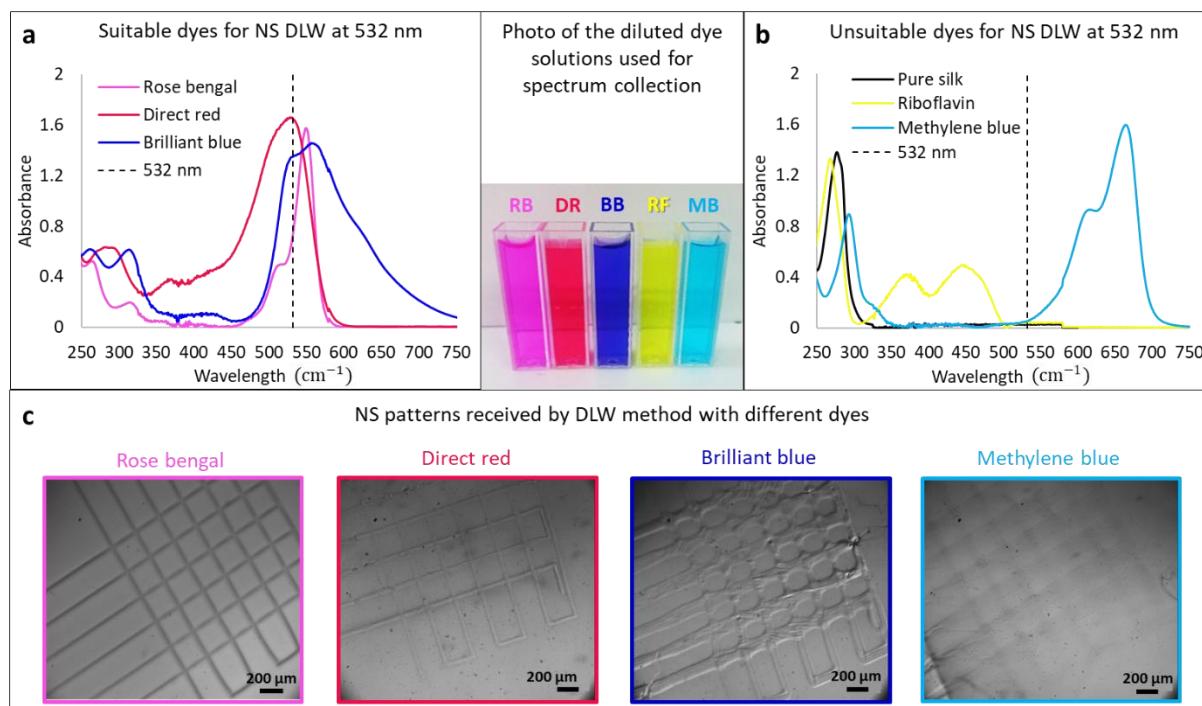 a
Suitable dyes for NS DLW at 532 nm
Absorbance
2
1.6
1.2
0.8
0.4
0
Rose bengal
Direct red
Brilliant blue
532 nm
250 300 350 400 450 500 550 600 650 700 750
Wavelength (cm⁻¹)
Photo of the diluted dye
solutions used for
spectrum collection
RB DR BB RF MB
b
Unsuitable dyes for NS DLW at 532 nm
Absorbance
2
1.6
1.2
0.8
0.4
0
Pure silk
Riboflavin
Methylene blue
532 nm
250 300 350 400 450 500 550 600 650 700 750
Wavelength (cm⁻¹)
c
NS patterns received by DLW method with different dyes
Rose bengal
Direct red
Brilliant blue
Methylene blue
200 µm
200 µm
200 µm
200 µm